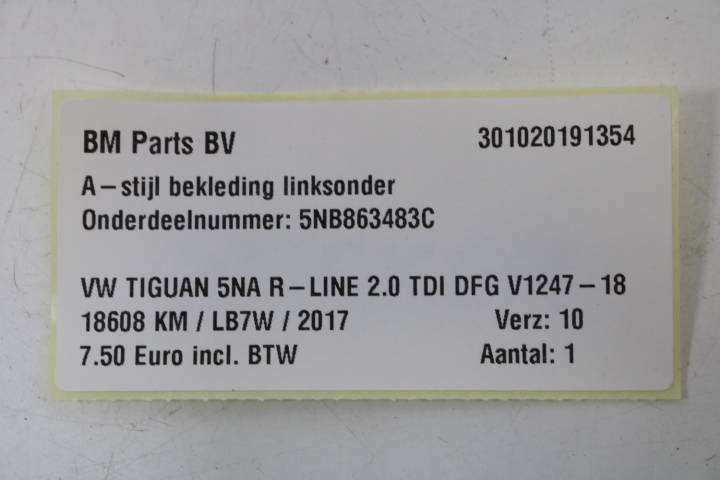 BM Parts BV 301020191354
A-stijl bekleding linksonder
Onderdeelnummer: 5NB863483C
VW TIGUAN 5NA R-LINE 2.0 TDI DFG V1247-18
18608 KM / LB7W / 2017 Verz: 10
7.50 Euro incl. BTW Aantal: 1